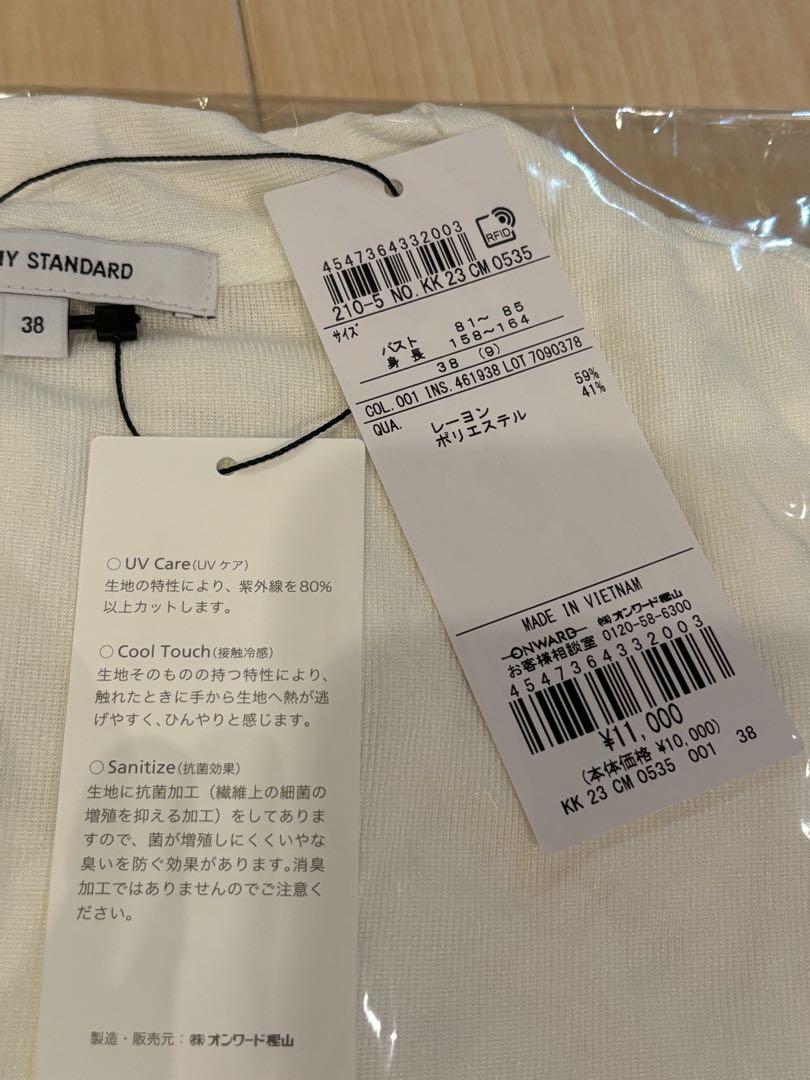 MY STANDARD
38
4547364332003
RFID
210-5 NO. KK 23 CM 0535
サイズ
バスト 81～ 85
身長 158～164
38 (9)
COL. 001 INS. 461938 LOT 7090378
QUA. レーヨン 59%
ポリエステル 41%
MADE IN VIETNAM
ONWARD ㈱オンワード樫山
お客様相談室 0120-58-6300
4547364332003
¥11,000
(本体価格 ¥10,000)
KK 23 CM 0535 001 38
○ UV Care(UVケア)
生地の特性により、紫外線を80%
以上カットします。
○ Cool Touch(接触冷感)
生地そのものの持つ特性により、
触れたときに手から生地へ熱が逃
げやすく、ひんやりと感じます。
○ Sanitize(抗菌効果)
生地に抗菌加工（繊維上の細菌の
増殖を抑える加工）をしてありま
すので、菌が増殖しにくくいやな
臭いを防ぐ効果があります。消臭
加工ではありませんのでご注意く
ださい。
製造・販売元：㈱オンワード樫山